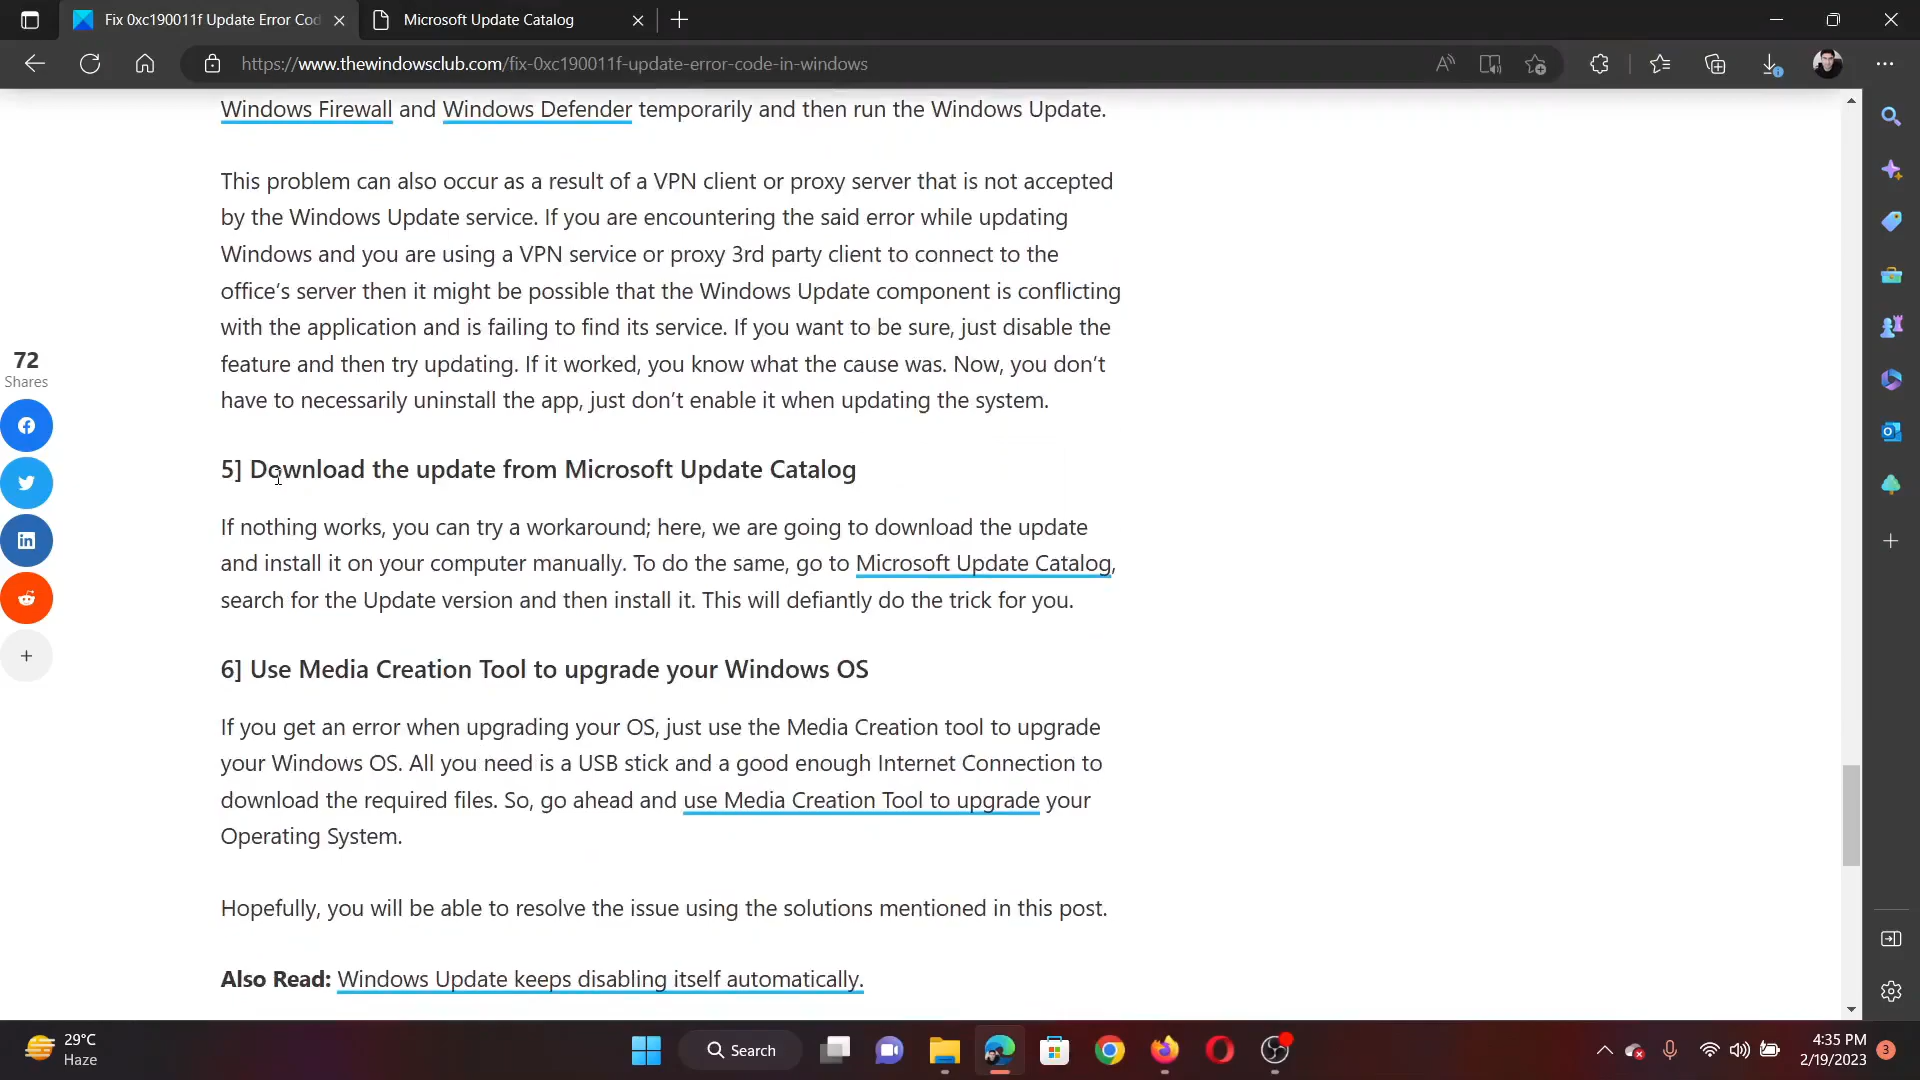 Fix 0xc190011f Update Error Cod
Microsoft Update Catalog
https://www.thewindowsclub.com/fix-0xc190011f-update-error-code-in-windows
Windows Firewall and Windows Defender temporarily and then run the Windows Update.
This problem can also occur as a result of a VPN client or proxy server that is not accepted
by the Windows Update service. If you are encountering the said error while updating
Windows and you are using a VPN service or proxy 3rd party client to connect to the
office’s server then it might be possible that the Windows Update component is conflicting
with the application and is failing to find its service. If you want to be sure, just disable the
feature and then try updating. If it worked, you know what the cause was. Now, you don’t
have to necessarily uninstall the app, just don’t enable it when updating the system.
72
Shares
5] Download the update from Microsoft Update Catalog
If nothing works, you can try a workaround; here, we are going to download the update
and install it on your computer manually. To do the same, go to Microsoft Update Catalog,
search for the Update version and then install it. This will defiantly do the trick for you.
6] Use Media Creation Tool to upgrade your Windows OS
If you get an error when upgrading your OS, just use the Media Creation tool to upgrade
your Windows OS. All you need is a USB stick and a good enough Internet Connection to
download the required files. So, go ahead and use Media Creation Tool to upgrade your
Operating System.
Hopefully, you will be able to resolve the issue using the solutions mentioned in this post.
Also Read: Windows Update keeps disabling itself automatically.
29°C
Haze
Search
4:35 PM
2/19/2023
3